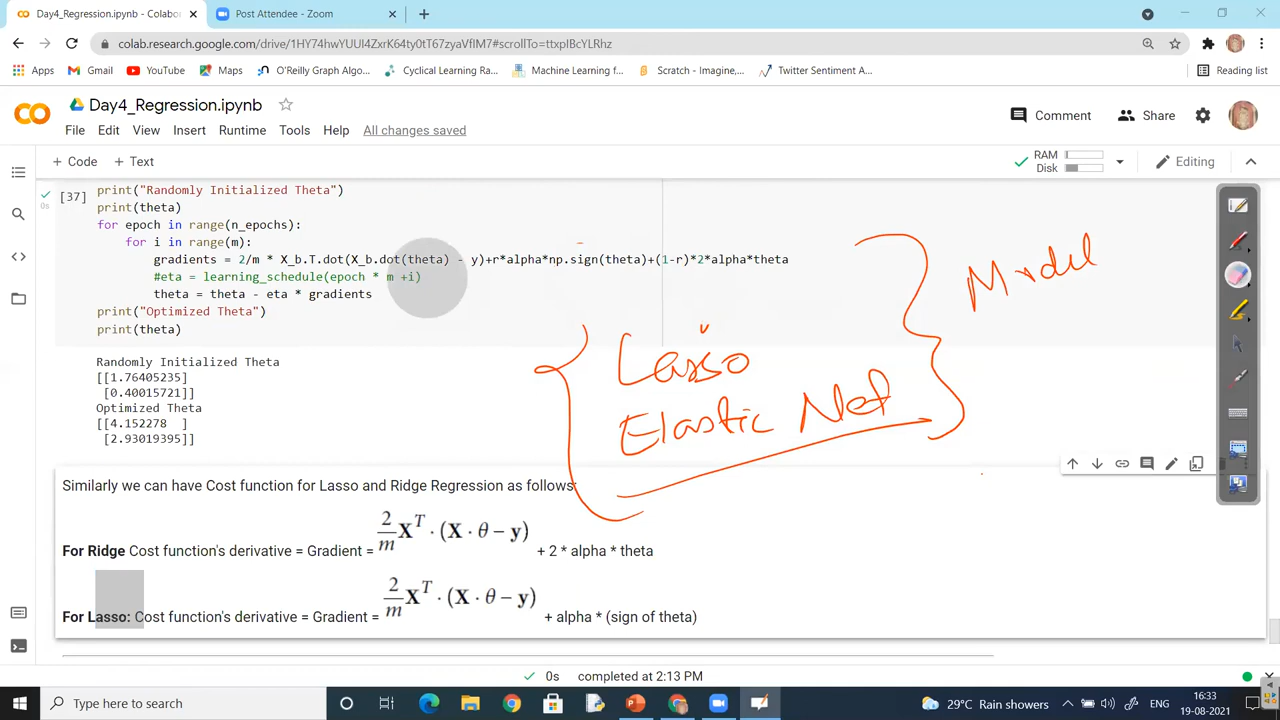 Day4_Regression.ipynb - Colabor
Post Attendee - Zoom
colab.research.google.com/drive/1HY74hwYUUI4ZxrK64ty0tT67zyaVfIM7#scrollTo=ttxpIBcYLRhz
Apps Gmail YouTube Maps O'Reilly Graph Algo... Cyclical Learning Ra... Machine Learning f... Scratch - Imagine,... Twitter Sentiment A... Reading list
Day4_Regression.ipynb
Comment Share
File Edit View Insert Runtime Tools Help All changes saved
+ Code + Text
RAM
Disk
Editing
[37]
0s
print("Randomly Initialized Theta")
print(theta)
for epoch in range(n_epochs):
for i in range(m):
gradients = 2/m * X_b.T.dot(X_b.dot(theta) - y)+r*alpha*np.sign(theta)+(1-r)*2*alpha*theta
#eta = learning_schedule(epoch * m +i)
theta = theta - eta * gradients
print("Optimized Theta")
print(theta)
Model
Lasso
Elastic Net
Randomly Initialized Theta
[[1.76405235]
[0.40015721]]
Optimized Theta
[[4.152278 ]
[2.93019395]]
Similarly we can have Cost function for Lasso and Ridge Regression as follows:
For Ridge Cost function's derivative = Gradient = 2/m X^T · (X · θ − y) + 2 * alpha * theta
For Lasso: Cost function's derivative = Gradient = 2/m X^T · (X · θ − y) + alpha * (sign of theta)
0s completed at 2:13 PM
Type here to search
29°C Rain showers
ENG
16:33
19-08-2021